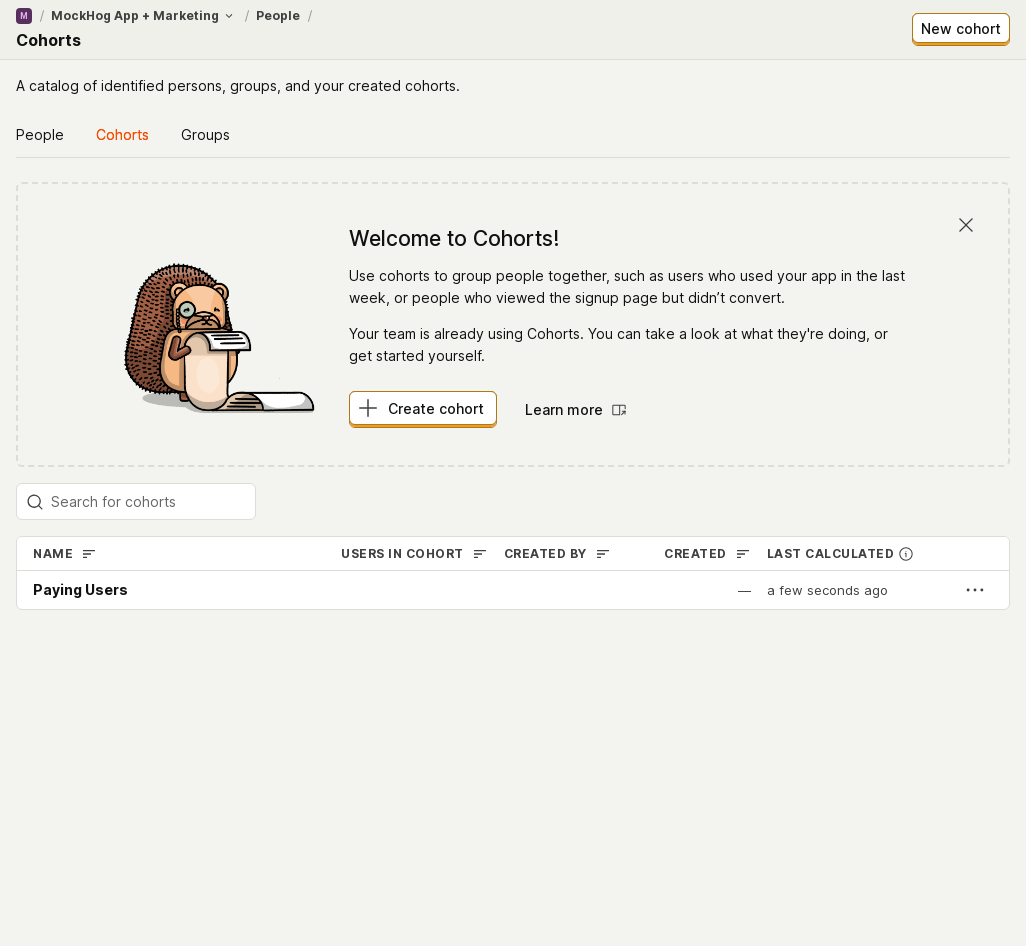 M / MockHog App + Marketing / People /
Cohorts
New cohort
A catalog of identified persons, groups, and your created cohorts.
People Cohorts Groups
Welcome to Cohorts!
Use cohorts to group people together, such as users who used your app in the last
week, or people who viewed the signup page but didn’t convert.
Your team is already using Cohorts. You can take a look at what they're doing, or
get started yourself.
Create cohort Learn more
Search for cohorts
NAME USERS IN COHORT CREATED BY CREATED LAST CALCULATED
Paying Users — a few seconds ago